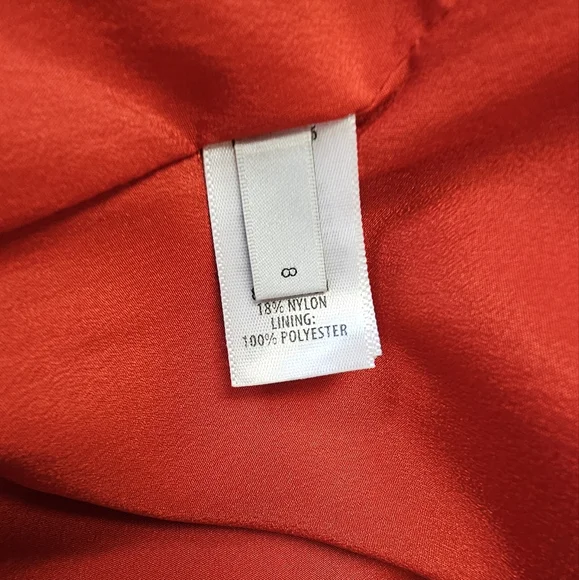 8
18% NYLON
LINING:
100% POLYESTER